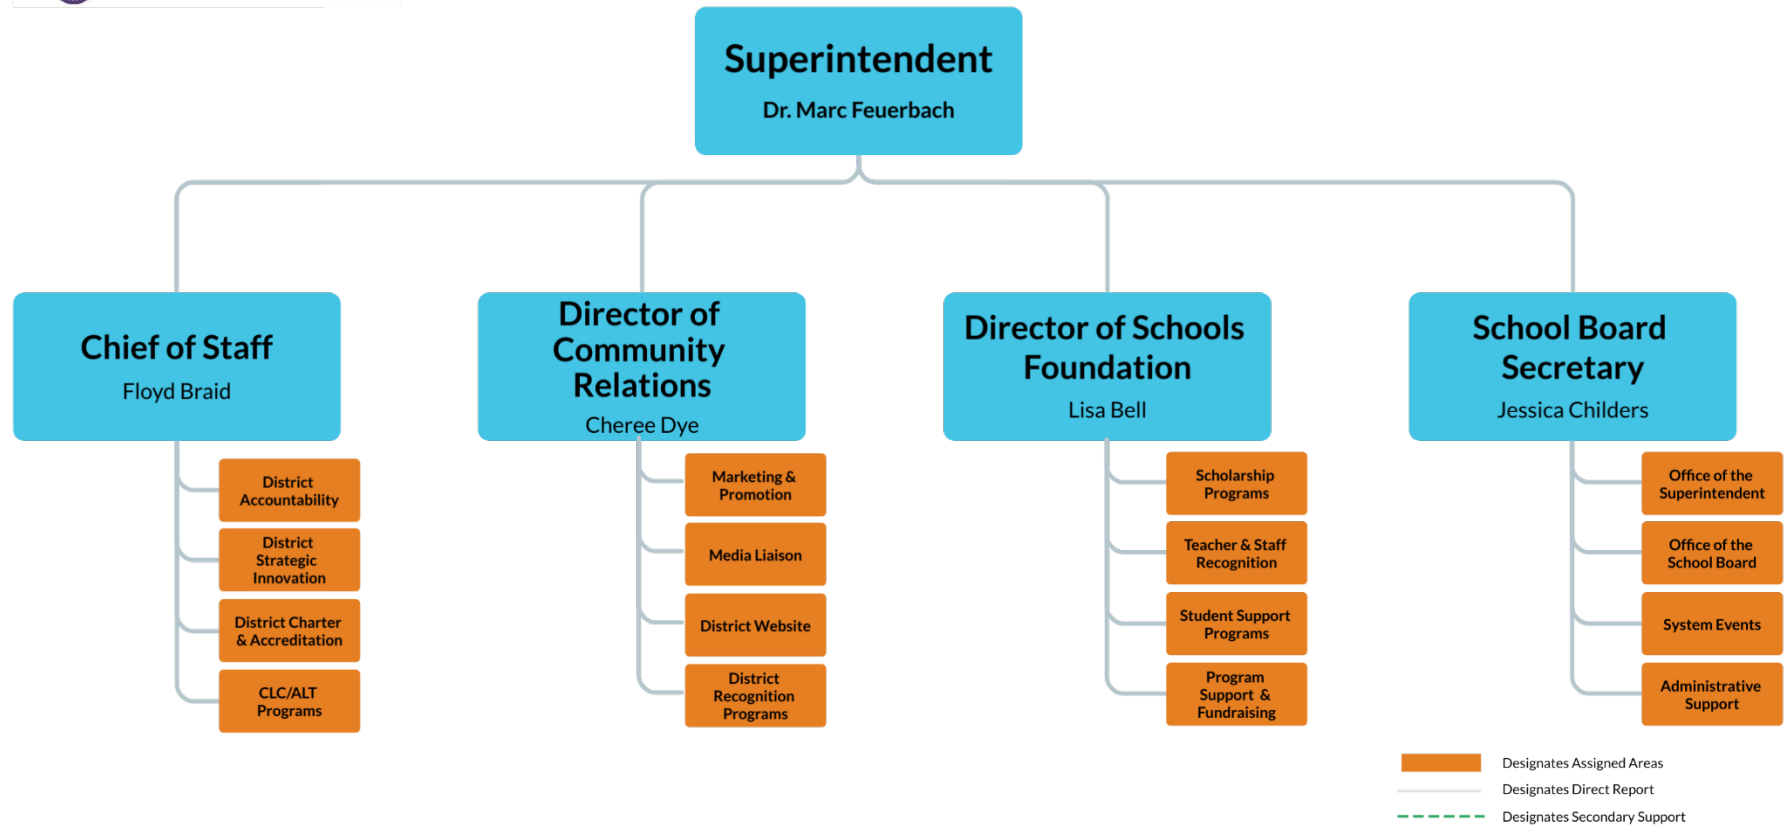 Superintendent
Dr. Marc Feuerbach
Chief of Staff
Floyd Braid
District
Accountability
District
Strategic
Innovation
District Charter
& Accreditation
CLC/ALT
Programs
Director of
Community
Relations
Cheree Dye
Marketing &
Promotion
Media Liaison
District Website
District
Recognition
Programs
Director of Schools
Foundation
Lisa Bell
Scholarship
Programs
Teacher & Staff
Recognition
Student Support
Programs
Program
Support &
Fundraising
School Board
Secretary
Jessica Childers
Office of the
Superintendent
Office of the
School Board
System Events
Administrative
Support
Designates Assigned Areas
Designates Direct Report
Designates Secondary Support